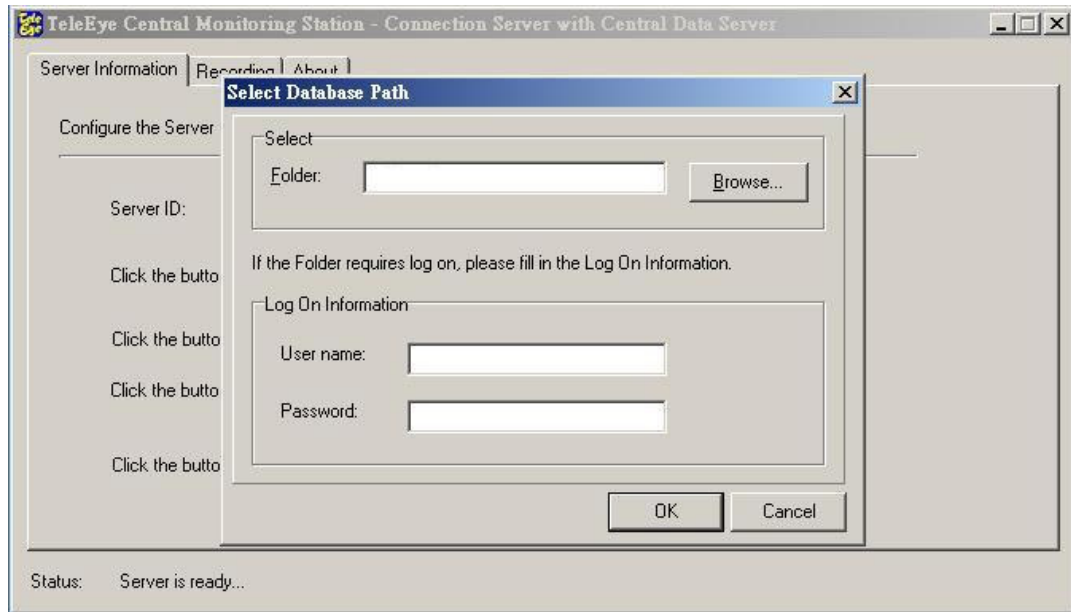 TeleEye Central Monitoring Station - Connection Server with Central Data Server
Server Information Recording About
Select Database Path
Configure the Server
Select
Folder:
Browse...
Server ID:
If the Folder requires log on, please fill in the Log On Information.
Click the butto
Log On Information
Click the butto
User name:
Click the butto
Password:
Click the butto
OK Cancel
Status: Server is ready...